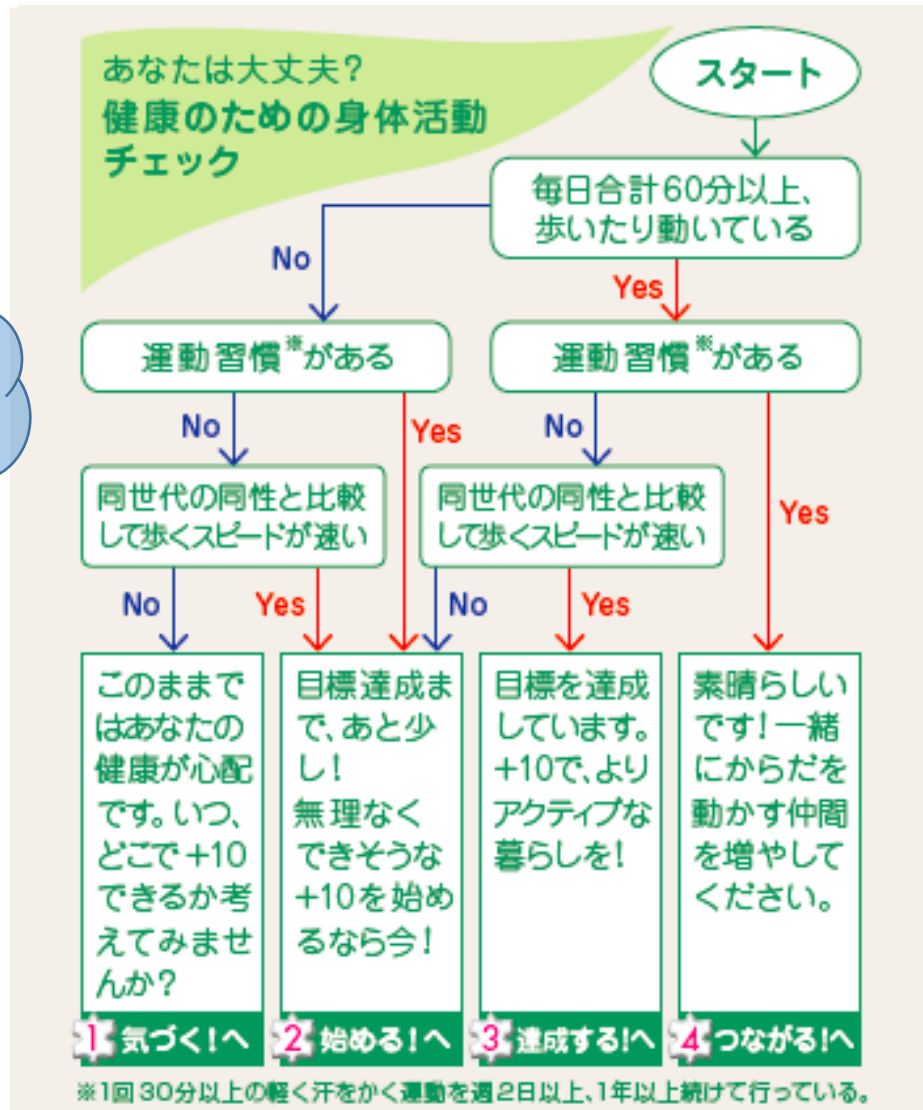 あなたは大丈夫?
健康のための身体活動
チェック
スタート
毎日合計60分以上、
歩いたり動いている
No
Yes
運動習慣※がある
運動習慣※がある
No
Yes
No
Yes
同世代の同性と比較
して歩くスピードが速い
同世代の同性と比較
して歩くスピードが速い
No
Yes
No
Yes
このままで
はあなたの
健康が心配
です。いつ、
どこで+10
できるか考
えてみませ
んか?
1 気づく!へ
目標達成ま
で、あと少
し!
無理なく
できそうな
+10を始め
るなら今!
2 始める!へ
目標を達成
しています。
+10で、より
アクティブな
暮らしを!
3 達成する!へ
素晴らしい
です!一緒
にからだを
動かす仲間
を増やして
ください。
4 つながる!へ
※1回30分以上の軽く汗をかく運動を週2日以上、1年以上続けて行っている。